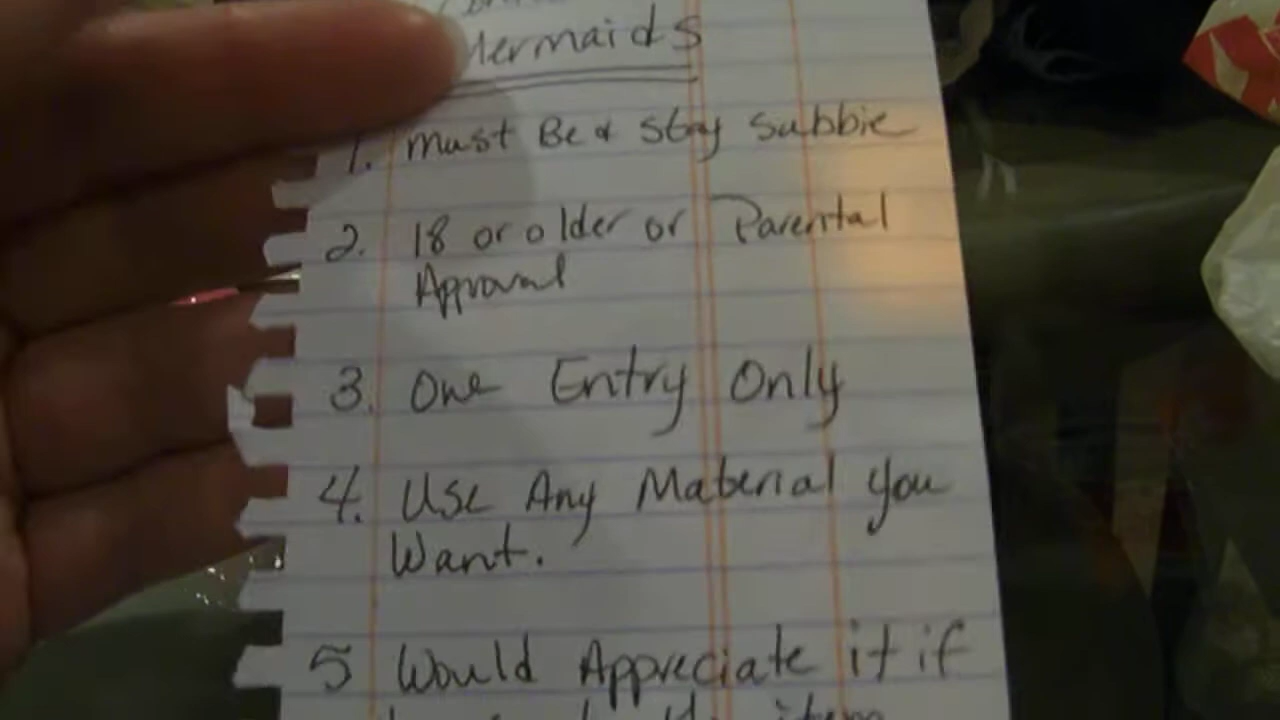 Mermaids
1. Must Be & Stay Subbie
2. 18 or older or Parental
Approval
3. One Entry Only
4. Use Any Material You
Want.
5 Would Appreciate it if